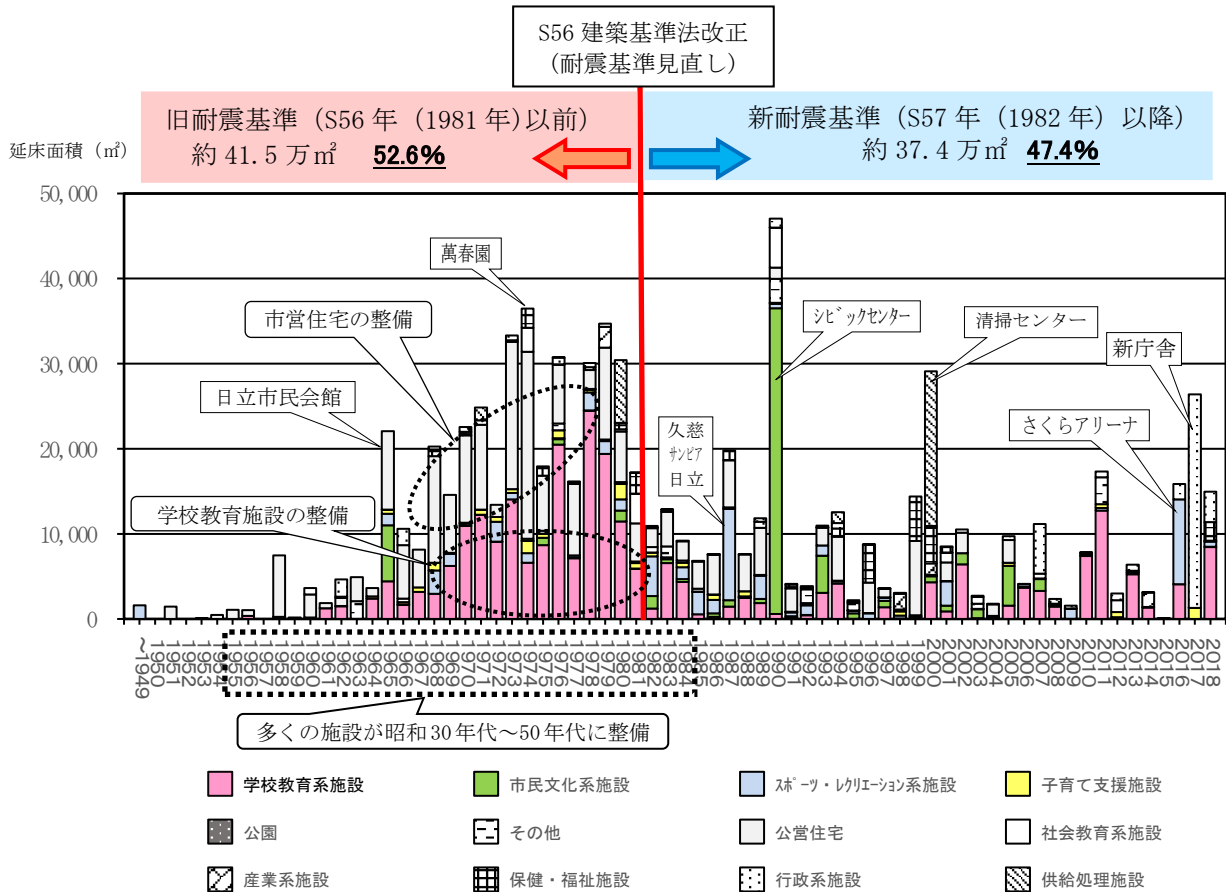 S56 建築基準法改正
(耐震基準見直し)
旧耐震基準（S56 年（1981 年)以前）
約 41.5 万㎡ 52.6%
新耐震基準（S57 年（1982 年）以降）
約 37.4 万㎡ 47.4%
延床面積（㎡）
50,000
40,000
30,000
20,000
10,000
0
萬春園
市営住宅の整備
日立市民会館
学校教育施設の整備
久慈
ｻﾝﾋﾟｱ
日立
ｼﾋﾞｯｸｾﾝﾀｰ
清掃センター
新庁舎
さくらアリーナ
～1949
1950
1951
1952
1953
1954
1955
1956
1957
1958
1959
1960
1961
1962
1963
1964
1965
1966
1967
1968
1969
1970
1971
1972
1973
1974
1975
1976
1977
1978
1979
1980
1981
1982
1983
1984
1985
1986
1987
1988
1989
1990
1991
1992
1993
1994
1995
1996
1997
1998
1999
2000
2001
2002
2003
2004
2005
2006
2007
2008
2009
2010
2011
2012
2013
2014
2015
2016
2017
2018
多くの施設が昭和30年代～50年代に整備
学校教育系施設
市民文化系施設
ｽﾎﾟｰﾂ・ﾚｸﾘｴｰｼｮﾝ系施設
子育て支援施設
公園
その他
公営住宅
社会教育系施設
産業系施設
保健・福祉施設
行政系施設
供給処理施設